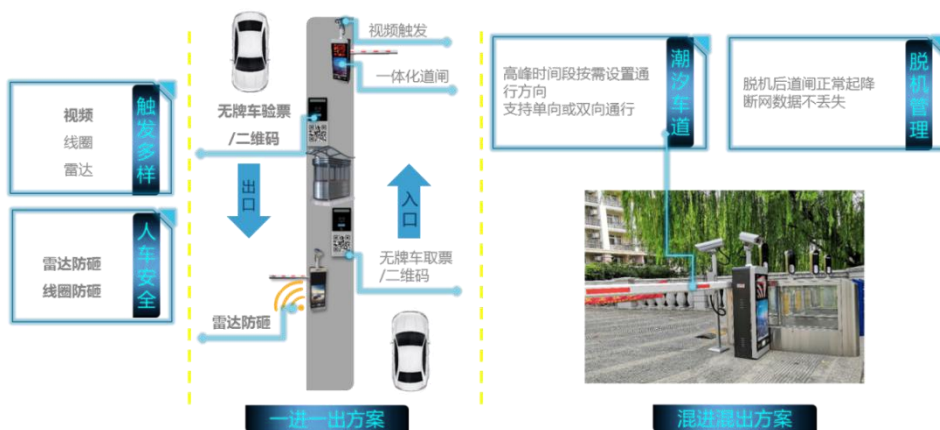 触发多样
视频
线圈
雷达
人车安全
雷达防砸
线圈防砸
视频触发
一体化道闸
无牌车验票
/二维码
出口
入口
无牌车取票
/二维码
雷达防砸
一进一出方案
潮汐车道
高峰时间段按需设置通
行方向
支持单向或双向通行
脱机管理
脱机后道闸正常起降
断网数据不丢失
混进混出方案